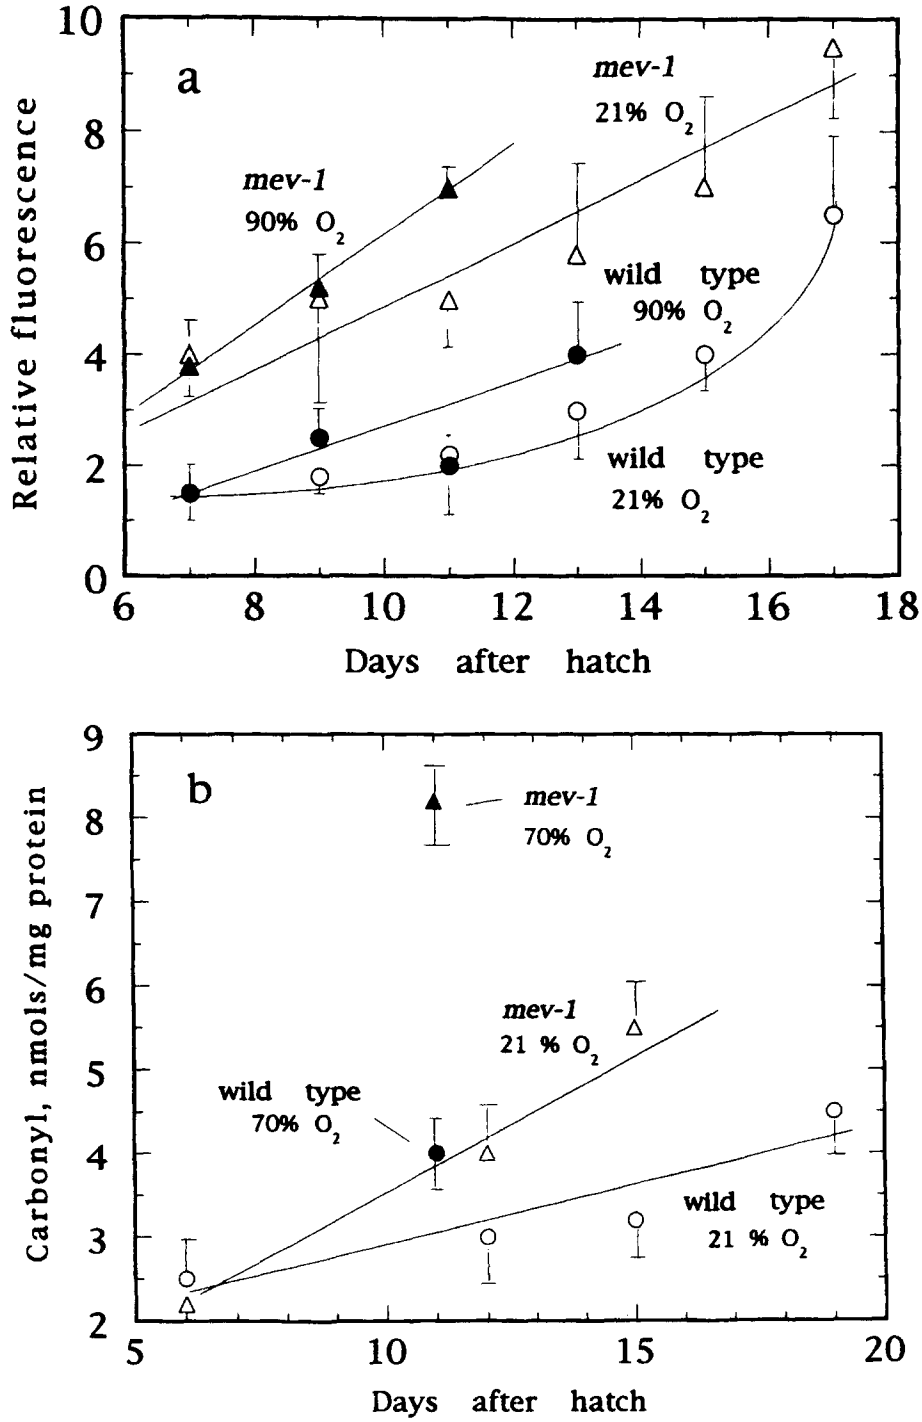 a
Relative fluorescence
10
8
6
4
2
0
mev-1
21% O₂
mev-1
90% O₂
wild type
90% O₂
wild type
21% O₂
6 8 10 12 14 16 18
Days after hatch
b
Carbonyl, nmols/mg protein
9
8
7
6
5
4
3
2
mev-1
70% O₂
mev-1
21 % O₂
wild type
70% O₂
wild type
21 % O₂
5 10 15 20
Days after hatch